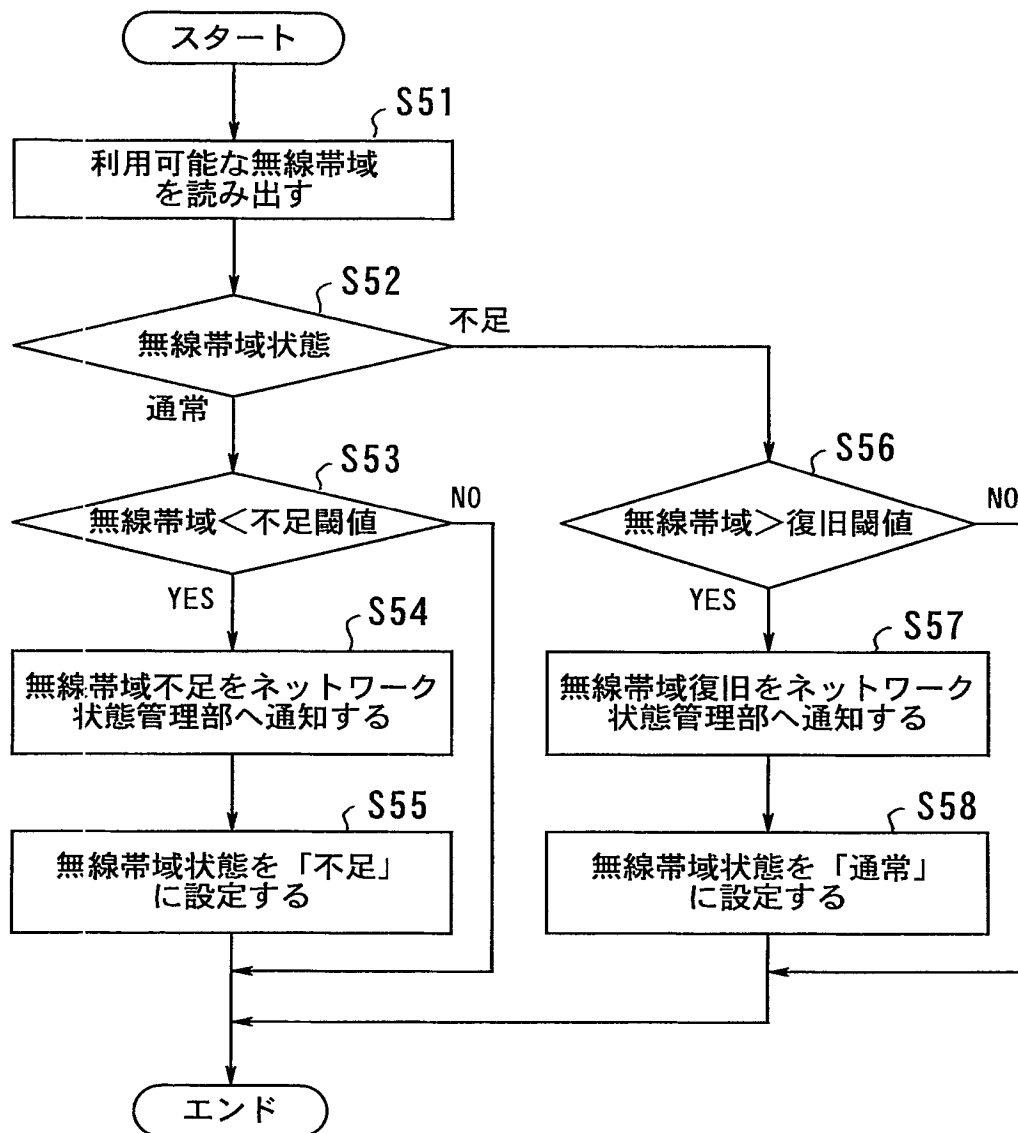 スタート
S51
利用可能な無線帯域
を読み出す
S52
無線帯域状態
不足
通常
S53
無線帯域<不足閾値
NO
YES
S54
無線帯域不足をネットワーク
状態管理部へ通知する
S55
無線帯域状態を「不足」
に設定する
S56
無線帯域>復旧閾値
NO
YES
S57
無線帯域復旧をネットワーク
状態管理部へ通知する
S58
無線帯域状態を「通常」
に設定する
エンド